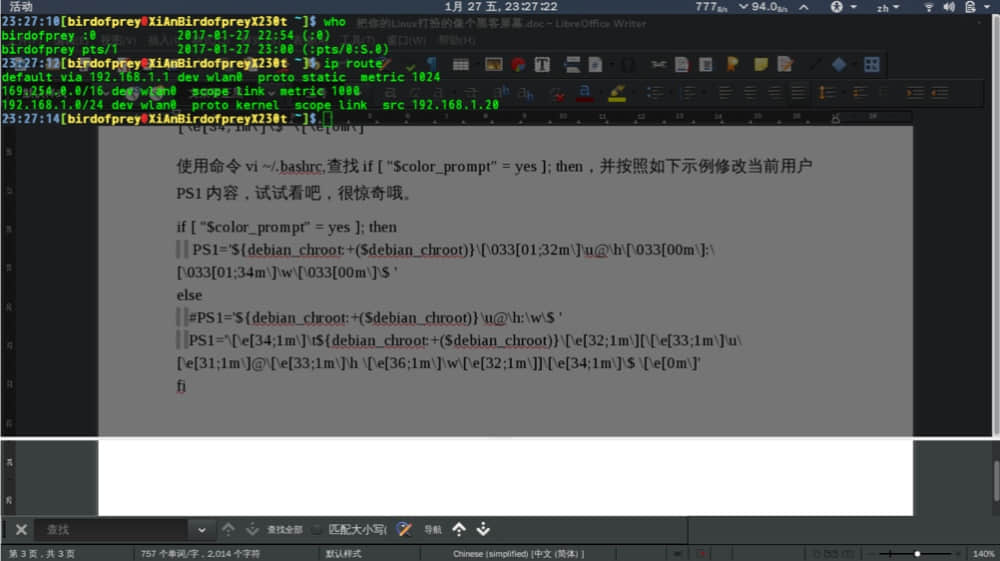 活动 1月 27 五, 23:27:22 777B/s 94.0B/s zh
把你的Linux打扮的像个黑客屏幕.doc – LibreOffice Writer
23:27:10[birdofprey@XiAnBirdofpreyX230t ~]$ who
birdofprey :0 2017-01-27 22:54 (:0)
birdofprey pts/1 2017-01-27 23:00 (:pts/0:S.0)
工具(T) 窗口(W) 帮助(H)
23:27:12[birdofprey@XiAnBirdofpreyX230t ~]$ ip route
default via 192.168.1.1 dev wlan0 proto static metric 1024
169.254.0.0/16 dev wlan0 scope link metric 1000
192.168.1.0/24 dev wlan0 proto kernel scope link src 192.168.1.20
23:27:14[birdofprey@XiAnBirdofpreyX230t ~]$
[\e[34;1m\]\$ \[\e[0m\]
使用命令 vi ~/.bashrc,查找 if [ "$color_prompt" = yes ]; then，并按照如下示例修改当前用户
PS1 内容，试试看吧，很惊奇哦。
if [ "$color_prompt" = yes ]; then
PS1='${debian_chroot:+($debian_chroot)}\[\033[01;32m\]\u@\h\[\033[00m\]:\
[\033[01;34m\]\w\[\033[00m\]\$ '
else
#PS1='${debian_chroot:+($debian_chroot)}\u@\h:\w\$ '
PS1='\[\e[34;1m\]\t${debian_chroot:+($debian_chroot)}\[\e[32;1m\][\[\e[33;1m\]\u\
[\e[31;1m\]@\[\e[33;1m\]\h \[\e[36;1m\]\w\[\e[32;1m\]]\[\e[34;1m\]\$ \[\e[0m\]'
fi
查找 查找全部 匹配大小写( 导航
第 3 页，共 3 页 757 个单词/字，2,014 个字符 默认样式 Chinese (simplified) [中文 (简体) ] 140%